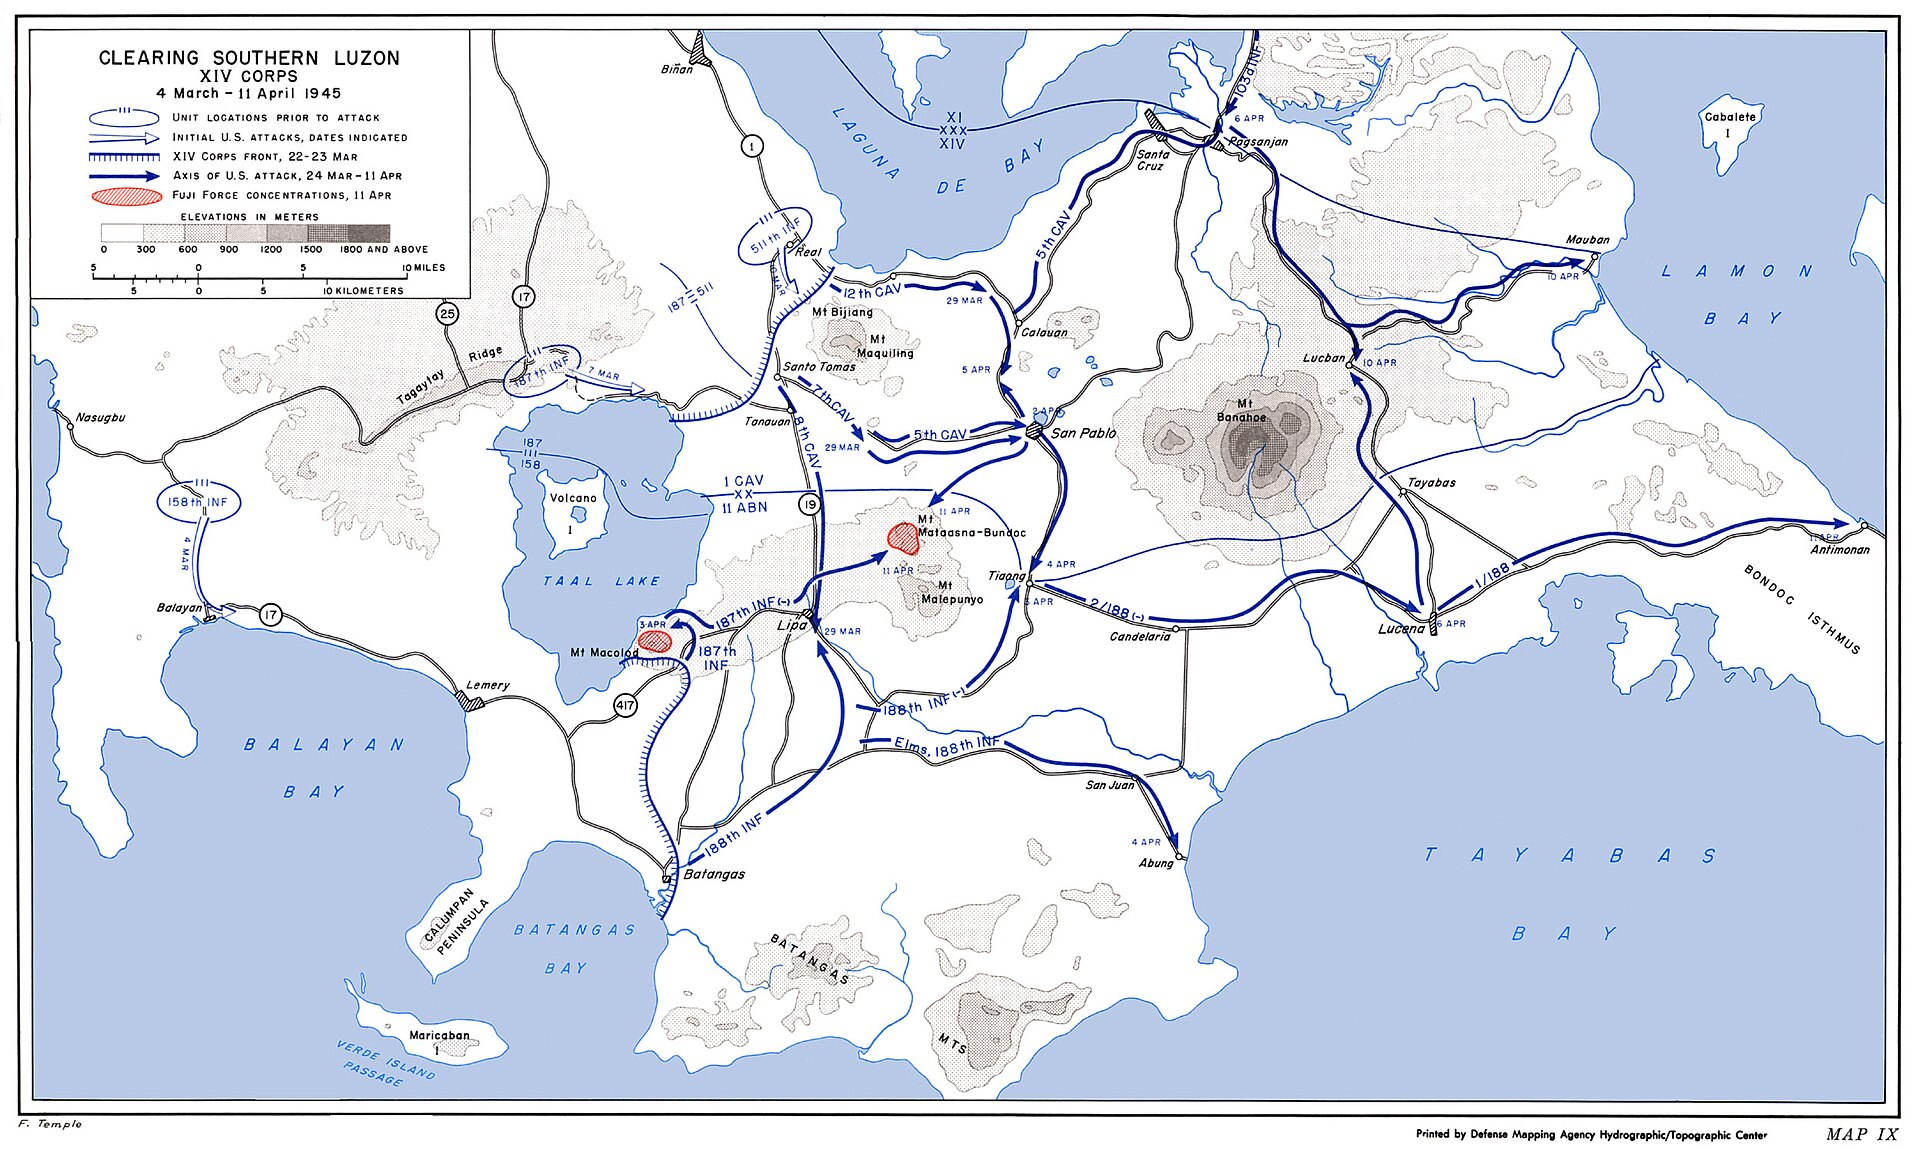 CLEARING SOUTHERN LUZON
XIV CORPS
4 March – 11 April 1945
UNIT LOCATIONS PRIOR TO ATTACK
INITIAL U.S. ATTACKS, DATES INDICATED
XIV CORPS FRONT, 22-23 MAR
AXIS OF U.S. ATTACK, 24 MAR – 11 APR
FUJI FORCE CONCENTRATIONS, 11 APR
ELEVATIONS IN METERS
0 300 600 900 1200 1500 1800 AND ABOVE
5 0 5 10 MILES
5 0 5 10 KILOMETERS
Biñan
1
LAGUNA
DE
BAY
XI
XXX
XIV
103d INF
6 APR
Pagsanjan
Santa
Cruz
Cabalete
I
Mauban
10 APR
LAMON
BAY
5th CAV
III
511th INF
Real
10 MAR
187 = 511
12th CAV
29 MAR
Mt Bijiang
Mt
Maquiling
Calauan
25
17
Tagaytay Ridge
III
187th INF
7 MAR
Santo Tomas
Tanauan
7th CAV
29 MAR
8th CAV
5th CAV
5 APR
2 APR
San Pablo
Mt
Banahoe
Lucban
10 APR
Nasugbu
187
III
158
Volcano
I
III
158th INF
4 MAR
1 CAV
XX
11 ABN
19
11 APR
Mt
Mataasna-Bundoc
11 APR
Mt
Malepunyo
Tayabas
11 APR
Antimonan
BONDOC ISTHMUS
TAAL LAKE
Balayan
17
3 APR
Mt Macolod
187th INF (-)
187th
INF
Lipa
29 MAR
Tiaong
4 APR
5 APR
2/188 (-)
Candelaria
1/188
Lucena
6 APR
Lemery
417
188th INF (-)
Elms, 188th INF
San Juan
4 APR
Abung
188th INF
Batangas
BALAYAN
BAY
TAYABAS
BAY
CALUMPAN
PENINSULA
BATANGAS
BAY
BATANGAS
MTS
Maricaban
I
VERDE ISLAND
PASSAGE
F. Temple
Printed by Defense Mapping Agency Hydrographic/Topographic Center
MAP IX